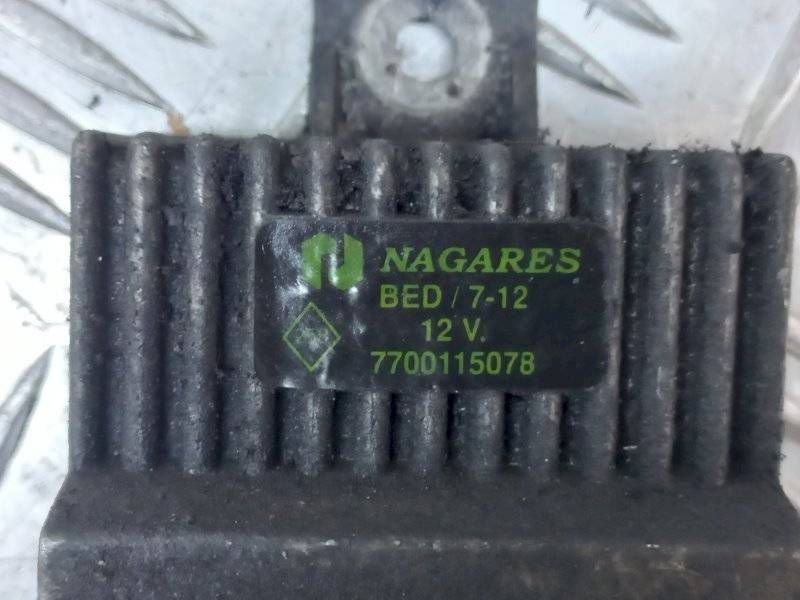 NAGARES
BED / 7-12
12 V.
7700115078